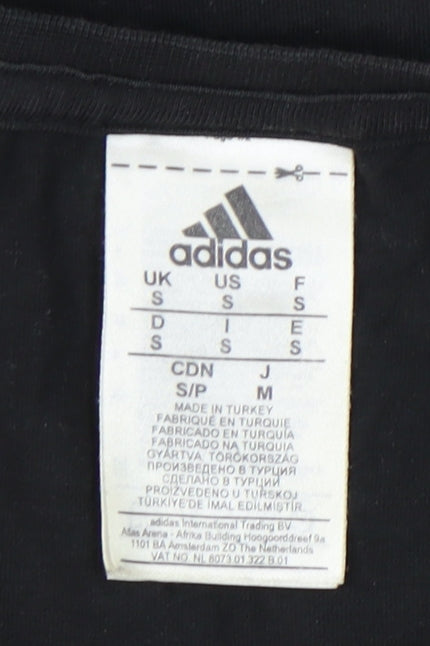 adidas
UK US F
S S S
D I E
S S S
CDN J
S/P M
MADE IN TURKEY
FABRIQUÉ EN TURQUIE
FABRICADO EN TURQUÍA
FABRICADO NA TURQUIA
GYÁRTVA: TÖRÖKORSZÁG
ПРОИЗВЕДЕНО В ТУРЦИЯ
СДЕЛАНО В ТУРЦИИ
PROIZVEDENO U TURSKOJ
TÜRKİYE'DE İMAL EDİLMİŞTİR.
adidas International Trading BV
Atlas Arena - Afrika Building Hoogoorddreef 9a
1101 BA Amsterdam ZO The Netherlands
VAT NO. NL 8073.01.322 B.01